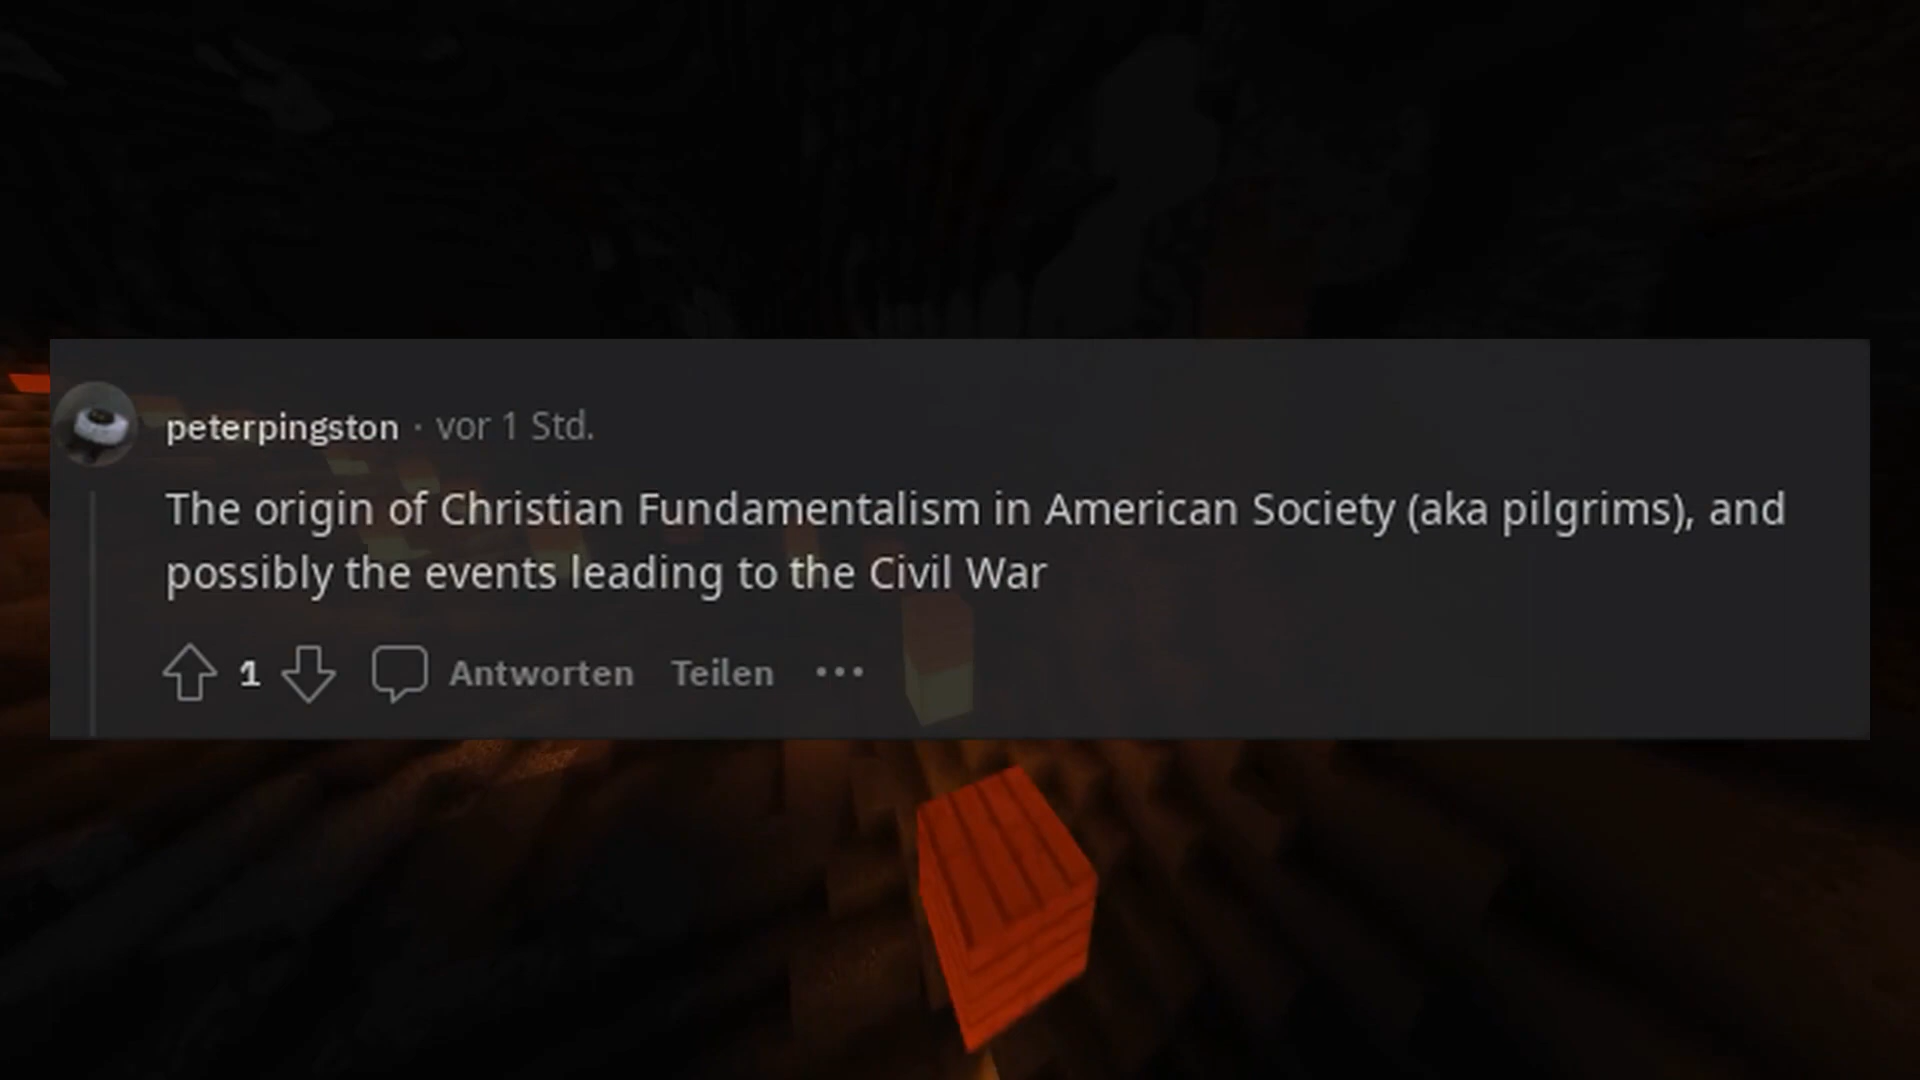 peterpingston · vor 1 Std.
The origin of Christian Fundamentalism in American Society (aka pilgrims), and
possibly the events leading to the Civil War
1 Antworten Teilen •••